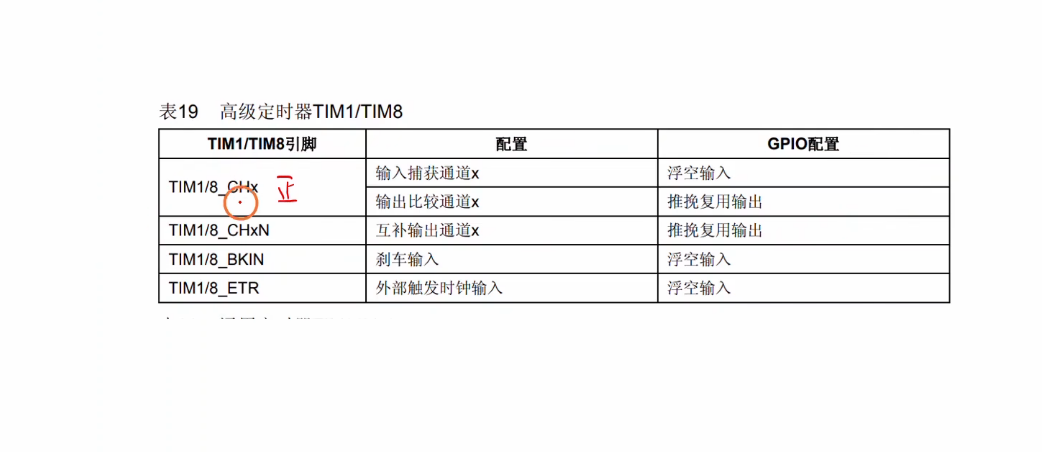 表19 高级定时器TIM1/TIM8
TIM1/TIM8引脚 配置 GPIO配置
TIM1/8_CHx 正 输入捕获通道x 浮空输入
输出比较通道x 推挽复用输出
TIM1/8_CHxN 互补输出通道x 推挽复用输出
TIM1/8_BKIN 刹车输入 浮空输入
TIM1/8_ETR 外部触发时钟输入 浮空输入